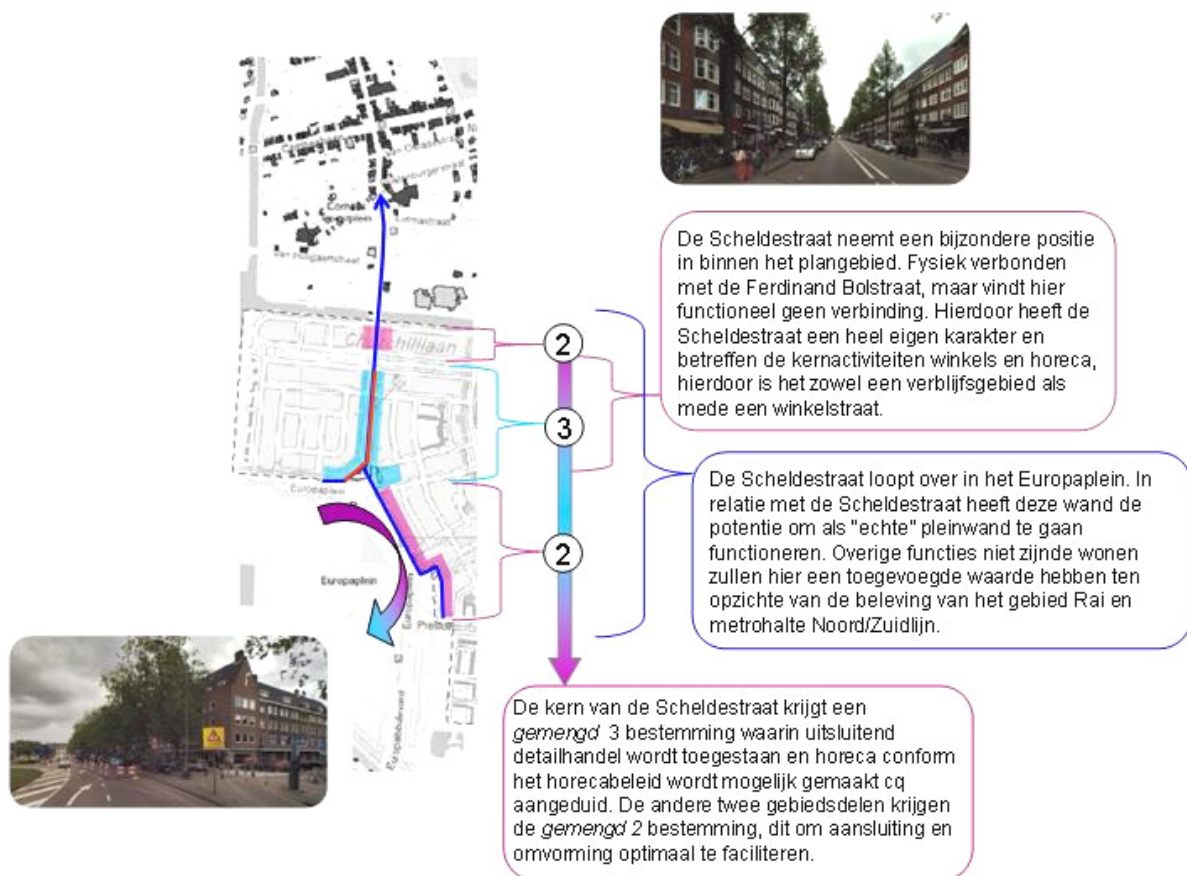 De Scheldestraat neemt een bijzondere positie
in binnen het plangebied. Fysiek verbonden
met de Ferdinand Bolstraat, maar vindt hier
functioneel geen verbinding. Hierdoor heeft de
Scheldestraat een heel eigen karakter en
betreffen de kernactiviteiten winkels en horeca,
hierdoor is het zowel een verblijfsgebied als
mede een winkelstraat.
2
3
2
De Scheldestraat loopt over in het Europaplein. In
relatie met de Scheldestraat heeft deze wand de
potentie om als "echte" pleinwand te gaan
functioneren. Overige functies niet zijnde wonen
zullen hier een toegevoegde waarde hebben ten
opzichte van de beleving van het gebied Rai en
metrohalte Noord/Zuidlijn.
De kern van de Scheldestraat krijgt een
gemengd 3 bestemming waarin uitsluitend
detailhandel wordt toegestaan en horeca conform
het horecabeleid wordt mogelijk gemaakt cq
aangeduid. De andere twee gebiedsdelen krijgen
de gemengd 2 bestemming, dit om aansluiting en
omvorming optimaal te faciliteren.
Europaplein
Europaplein
Europaplein
Europaboulevard